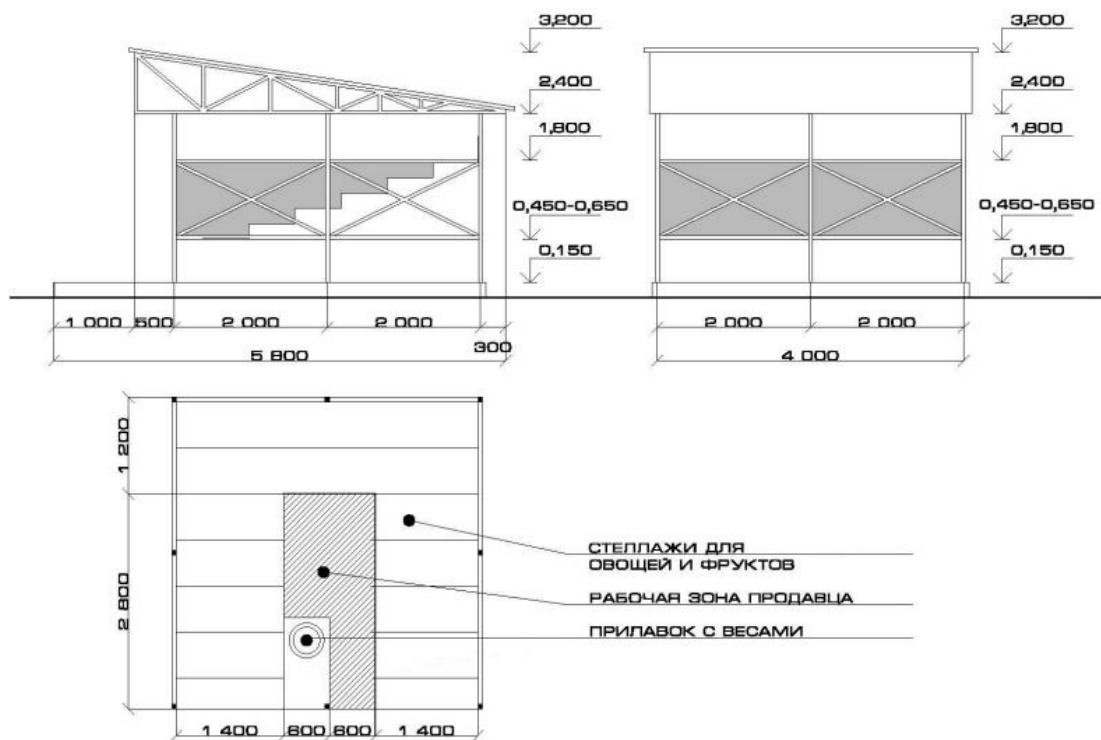 3,200
2,400
1,800
0,450-0,650
0,150
3,200
2,400
1,800
0,450-0,650
0,150
1 000 500 2 000 2 000 300
5 800
2 000 2 000
4 000
1 200
2 800
СТЕЛЛАЖИ ДЛЯ
ОВОЩЕЙ И ФРУКТОВ
РАБОЧАЯ ЗОНА ПРОДАВЦА
ПРИЛАВОК С ВЕСАМИ
1 400 600 600 1 400